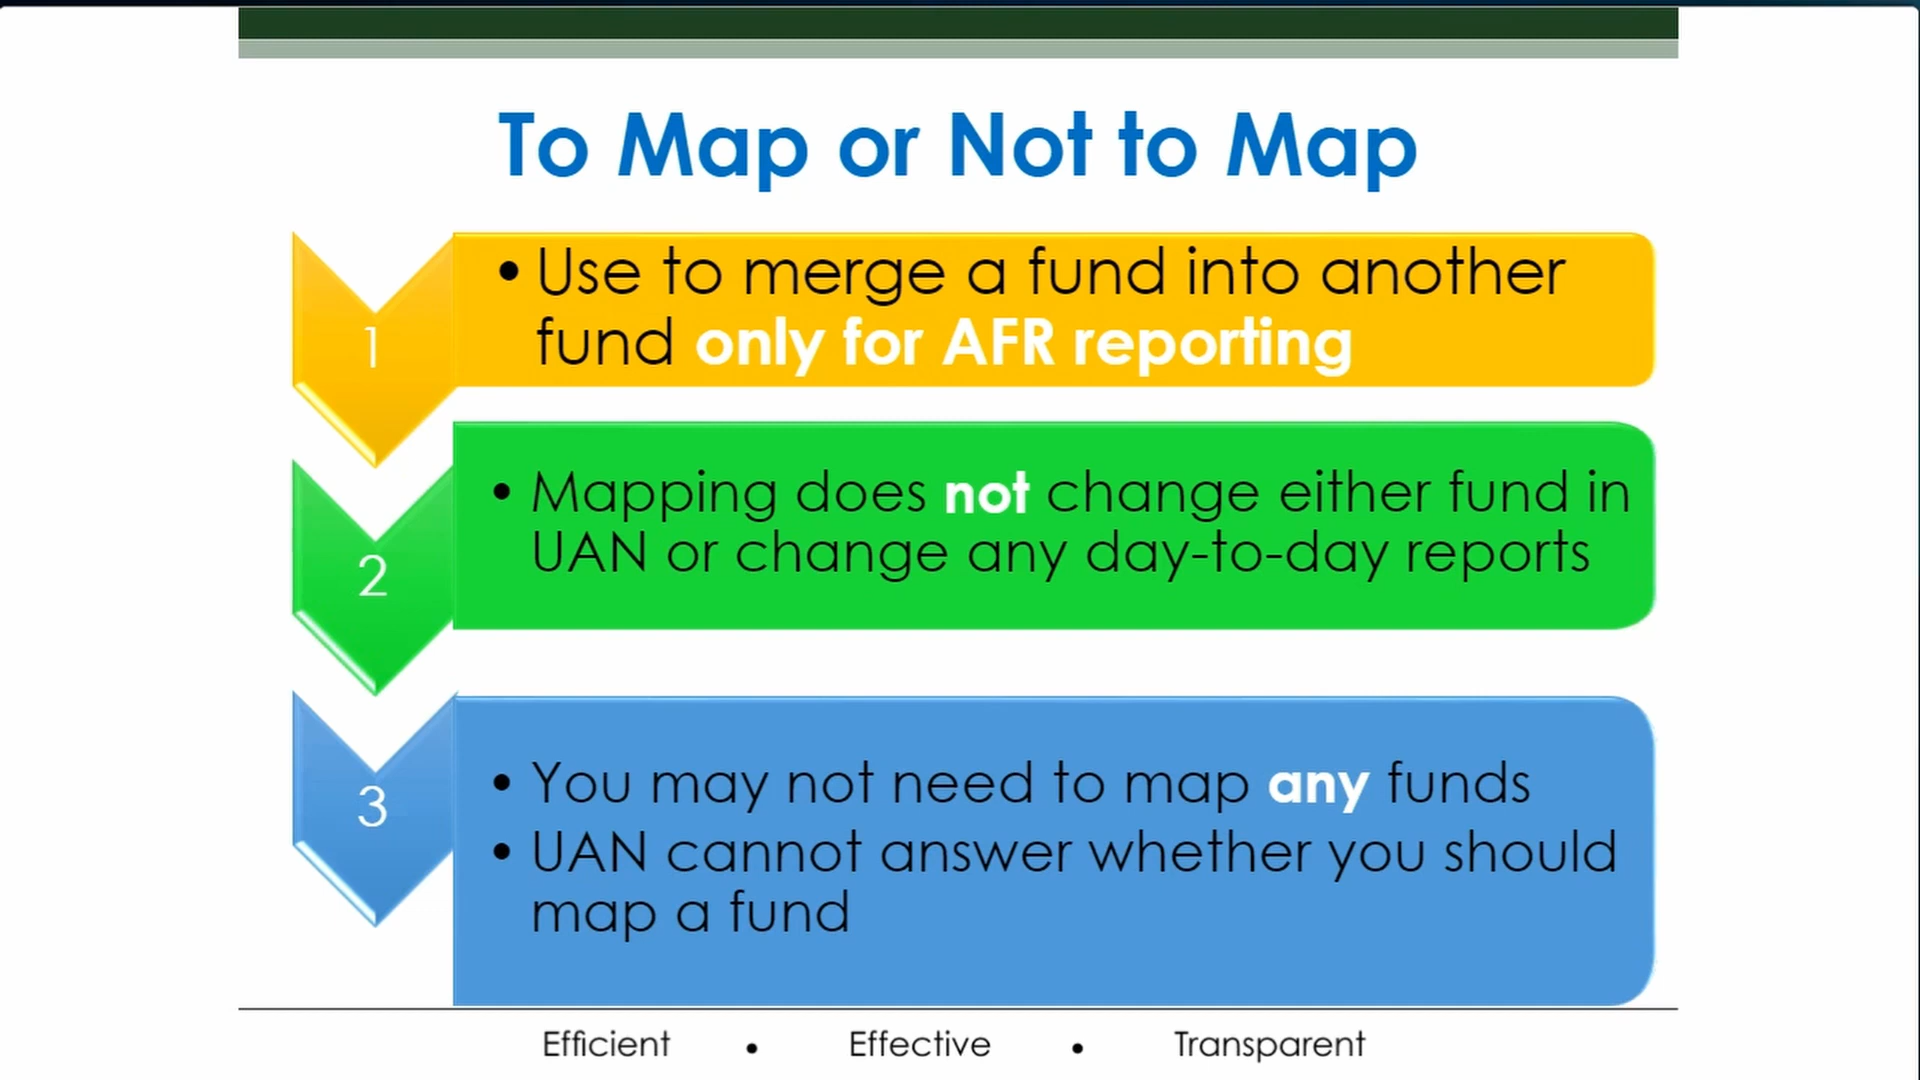 To Map or Not to Map
1
• Use to merge a fund into another
fund only for AFR reporting
2
• Mapping does not change either fund in
UAN or change any day-to-day reports
3
• You may not need to map any funds
• UAN cannot answer whether you should
map a fund
Efficient • Effective • Transparent